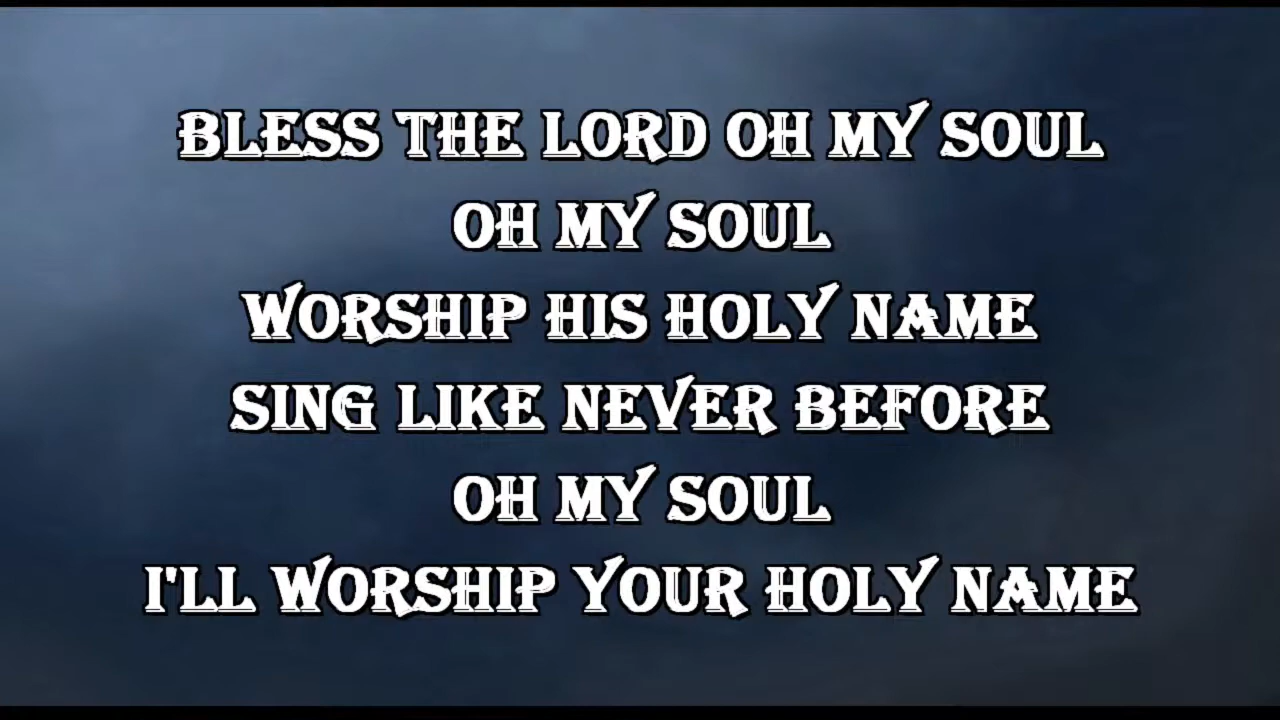 BLESS THE LORD OH MY SOUL
OH MY SOUL
WORSHIP HIS HOLY NAME
SING LIKE NEVER BEFORE
OH MY SOUL
I'LL WORSHIP YOUR HOLY NAME